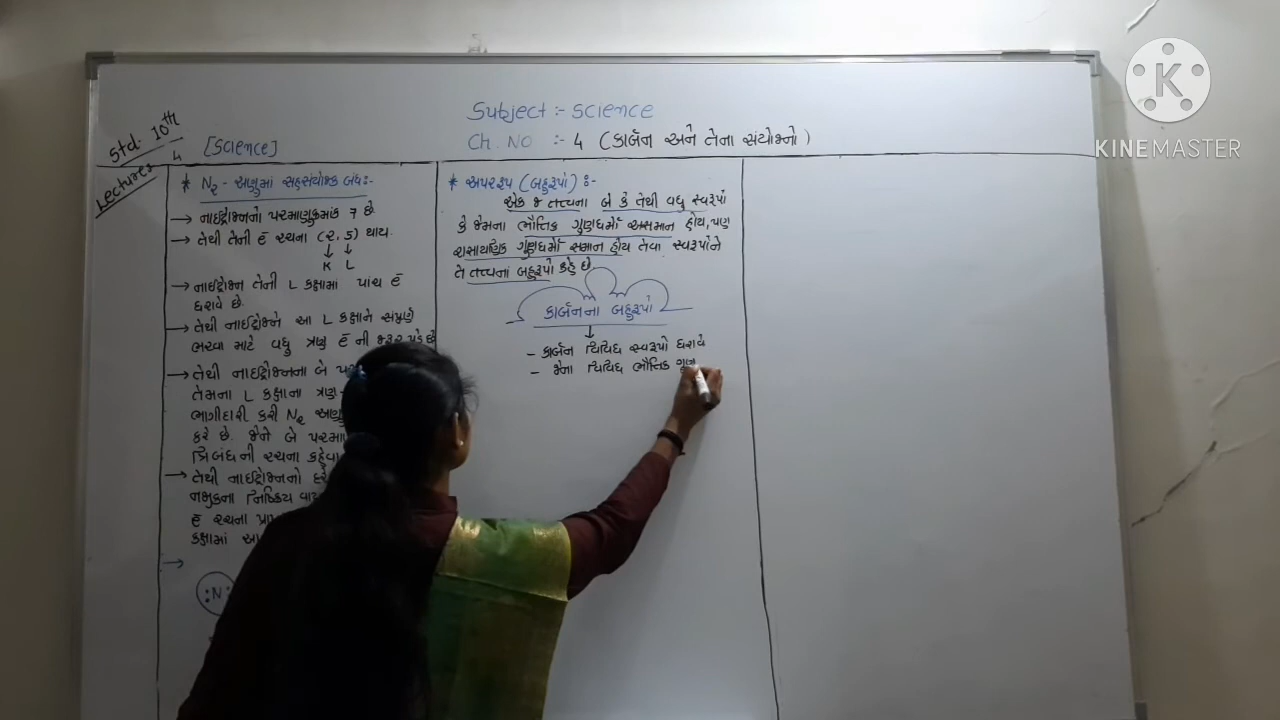 Subject :- Science
Ch. No :- 4 (કાર્બન અને તેના સંયોજનો)
Std. 10th
[Science]
Lectures 4
* N₂ - અણુમાં સહસંયોજક બંધ:-
→ નાઈટ્રોજનનો પરમાણુક્રમાંક 7 છે
→ તેથી તેની ē રચના (2, 5) થાય.
↓ ↓
K L
→ નાઈટ્રોજન તેની L કક્ષામાં પાંચ ē
ધરાવે છે.
→ તેથી નાઈટ્રોજને આ L કક્ષાને સંપૂર્ણ
ભરવા માટે વધુ ત્રણ ē ની જરૂર પડે છે
→ તેથી નાઈટ્રોજનના બે
તેમના L કક્ષાના ત્રણ
ભાગીદારી કરી N₂ અણુ
કરે છે. જેને બે
ત્રિબંધની રચના
→ તેથી નાઈટ્રોજનનો
નજીકના નિષ્ક્રિય
ē રચના
કક્ષામાં
→
:N:
* અપરરૂપ (બહુરૂપો) :-
એક જ તત્ત્વના બે કે તેથી વધુ સ્વરૂપો
કે જેમના ભૌતિક ગુણધર્મો અસમાન હોય, પણ
રાસાયણિક ગુણધર્મો સમાન હોય તેવા સ્વરૂપોને
તે તત્ત્વનાં બહુરૂપો કહે છે
કાર્બનના બહુરૂપો
↓
- કાર્બન વિવિધ સ્વરૂપો ધરાવે
- જેના વિવિધ ભૌતિક ગુણ
KINEMASTER